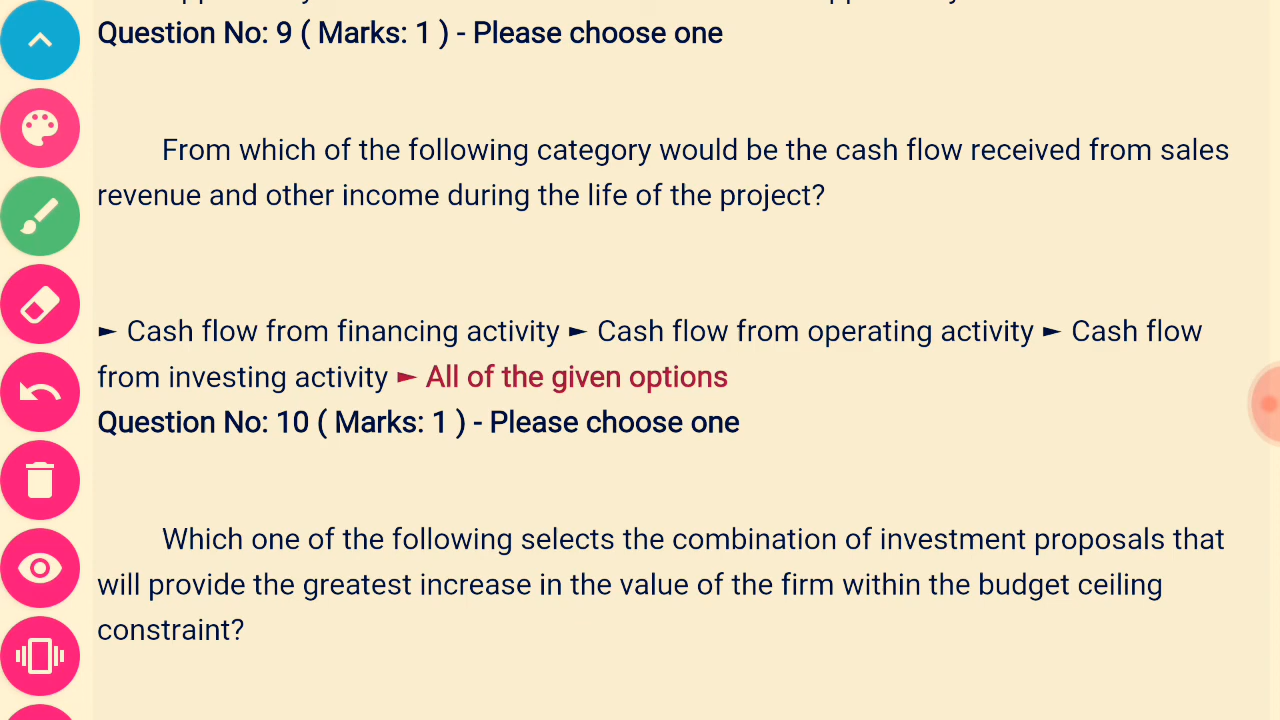 Question No: 9 ( Marks: 1 ) - Please choose one
From which of the following category would be the cash flow received from sales
revenue and other income during the life of the project?
► Cash flow from financing activity ► Cash flow from operating activity ► Cash flow
from investing activity ► All of the given options
Question No: 10 ( Marks: 1 ) - Please choose one
Which one of the following selects the combination of investment proposals that
will provide the greatest increase in the value of the firm within the budget ceiling
constraint?